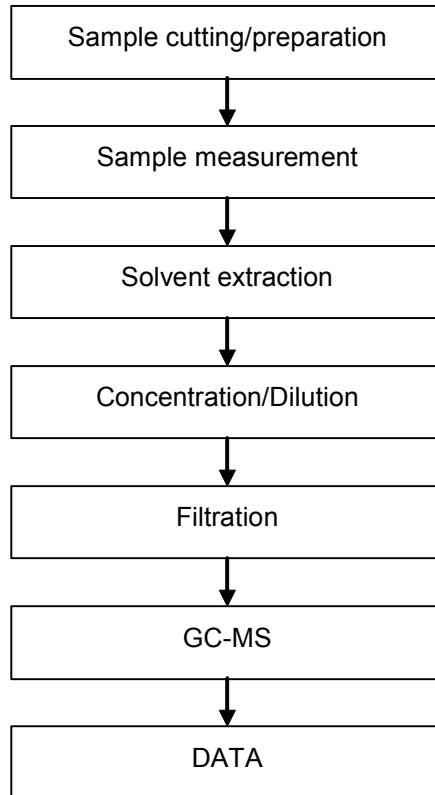 Sample cutting/preparation
Sample measurement
Solvent extraction
Concentration/Dilution
Filtration
GC-MS
DATA